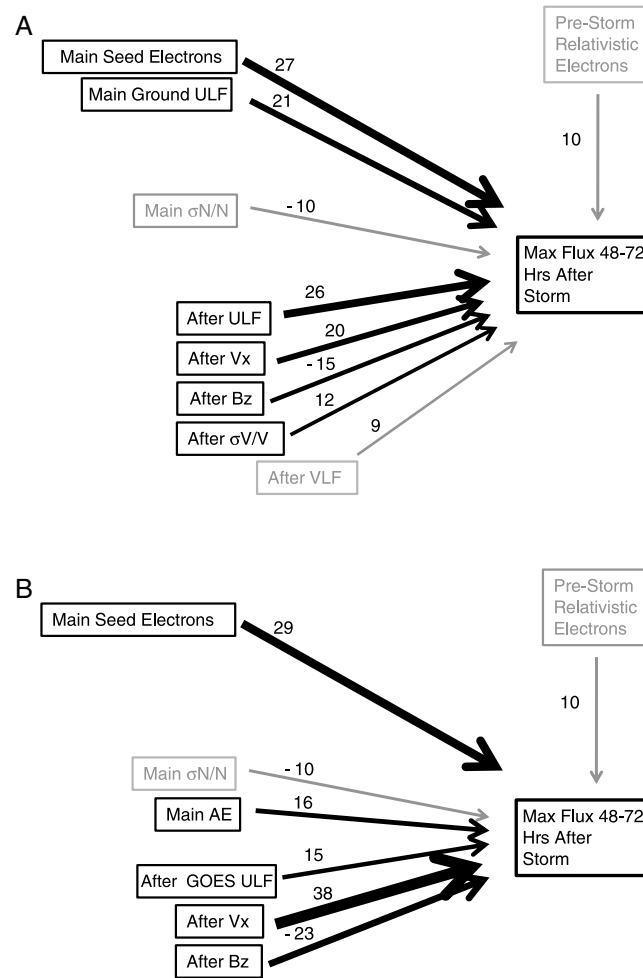 A
Main Seed Electrons
27
Main Ground ULF
21
Pre-Storm
Relativistic
Electrons
10
Main σN/N
- 10
Max Flux 48-72
Hrs After
Storm
After ULF
26
After Vx
20
After Bz
- 15
After σV/V
12
After VLF
9
B
Main Seed Electrons
29
Pre-Storm
Relativistic
Electrons
10
Main σN/N
- 10
Main AE
16
Max Flux 48-72
Hrs After
Storm
After GOES ULF
15
After Vx
38
After Bz
- 23